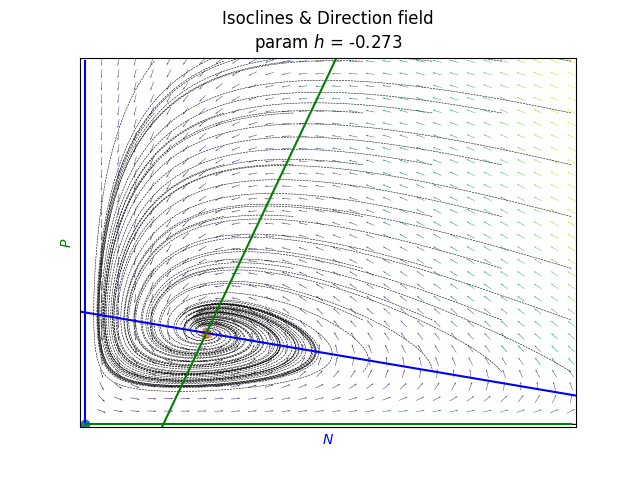 Isoclines & Direction field
param h = -0.273
P
N